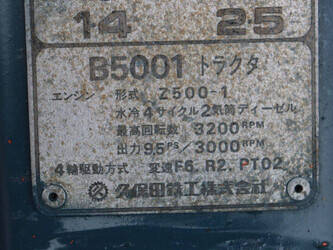 14 25
B5001 トラクタ
エンジン 形式 Z500-1
水冷4サイクル2気筒ディーゼル
最高回転数 3200RPM
出力 9.5PS/3000RPM
4輪駆動方式 変速F6. R2. PTO2
久保田鉄工株式会社